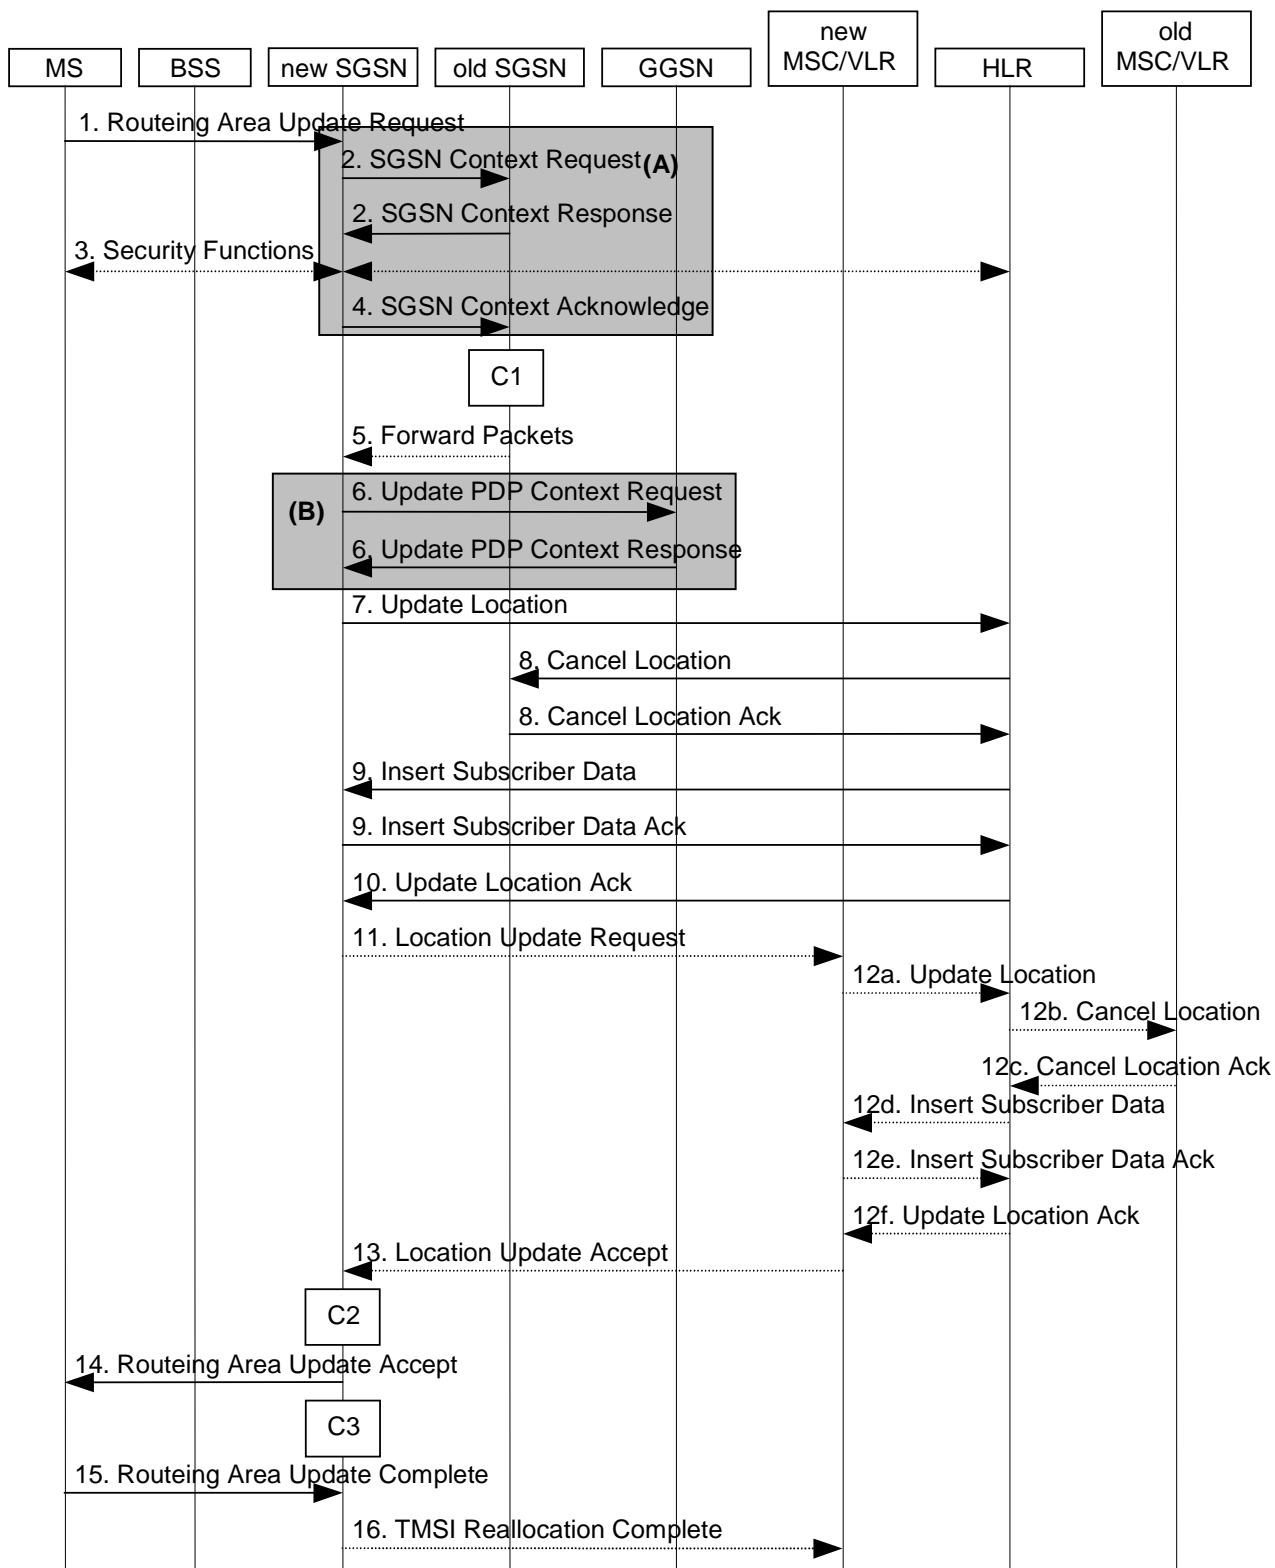 new
MSC/VLR
old
MSC/VLR
MS
BSS
new SGSN
old SGSN
GGSN
HLR
1. Routeing Area Update Request
2. SGSN Context Request
(A)
2. SGSN Context Response
3. Security Functions
4. SGSN Context Acknowledge
C1
5. Forward Packets
6. Update PDP Context Request
(B)
6. Update PDP Context Response
7. Update Location
8. Cancel Location
8. Cancel Location Ack
9. Insert Subscriber Data
9. Insert Subscriber Data Ack
10. Update Location Ack
11. Location Update Request
12a. Update Location
12b. Cancel Location
12c. Cancel Location Ack
12d. Insert Subscriber Data
12e. Insert Subscriber Data Ack
12f. Update Location Ack
13. Location Update Accept
C2
14. Routeing Area Update Accept
C3
15. Routeing Area Update Complete
16. TMSI Reallocation Complete